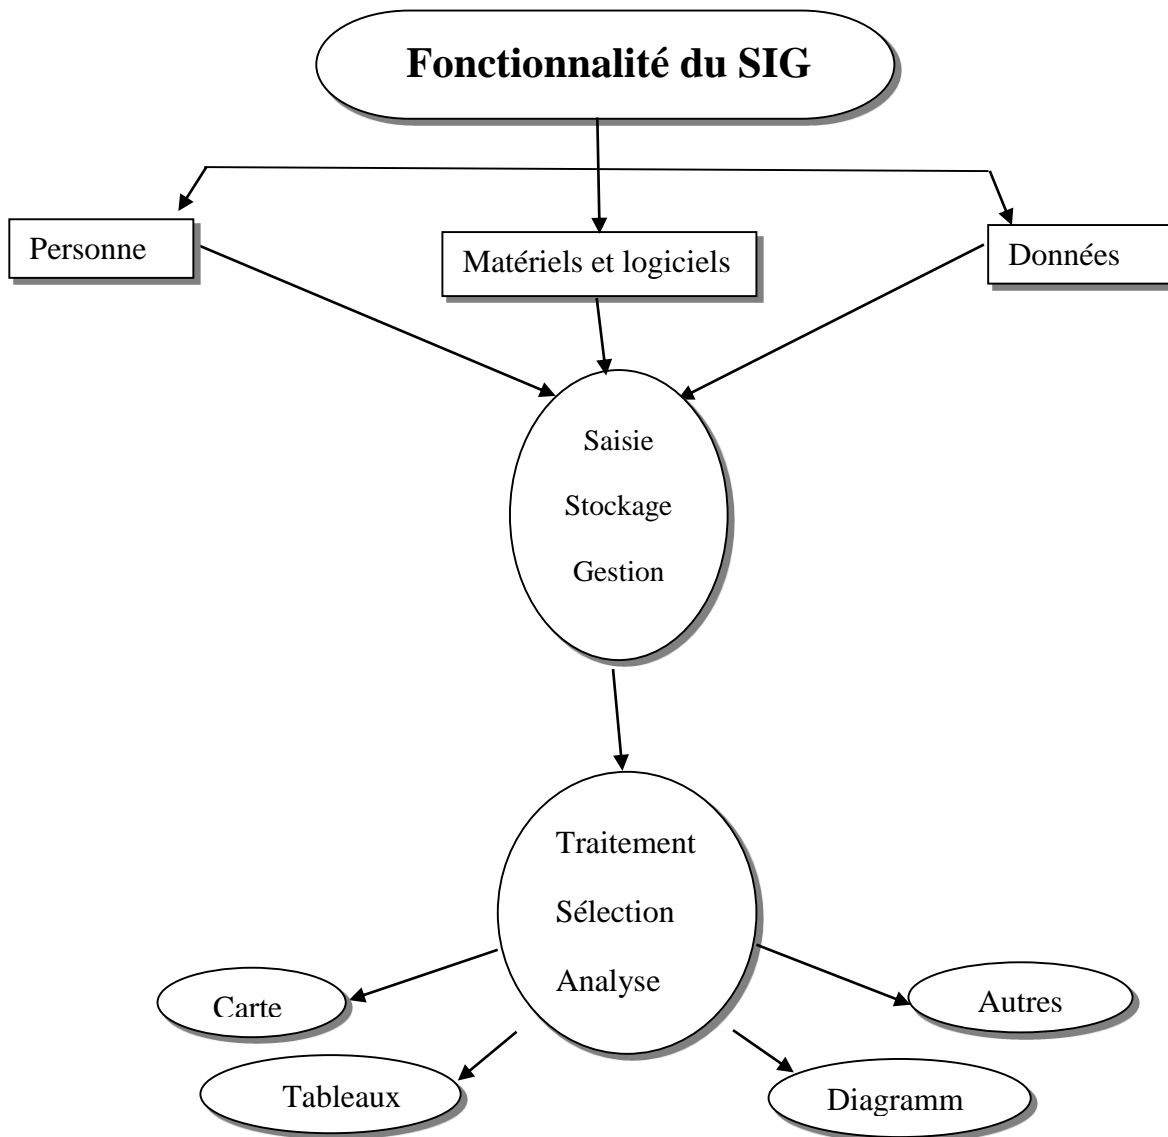 Fonctionnalité du SIG
Personne
Matériels et logiciels
Données
Saisie
Stockage
Gestion
Traitement
Sélection
Analyse
Carte
Autres
Tableaux
Diagramm